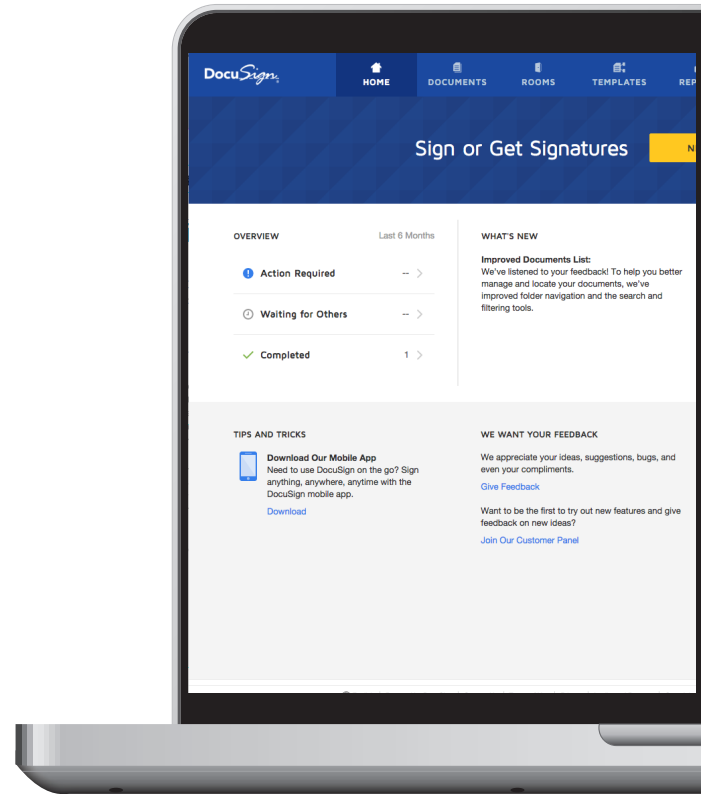 DocuSign
HOME
DOCUMENTS
ROOMS
TEMPLATES
REP
Sign or Get Signatures
N
OVERVIEW
Last 6 Months
Action Required -- >
Waiting for Others -- >
Completed 1 >
WHAT'S NEW
Improved Documents List:
We've listened to your feedback! To help you better
manage and locate your documents, we've
improved folder navigation and the search and
filtering tools.
TIPS AND TRICKS
Download Our Mobile App
Need to use DocuSign on the go? Sign
anything, anywhere, anytime with the
DocuSign mobile app.
Download
WE WANT YOUR FEEDBACK
We appreciate your ideas, suggestions, bugs, and
even your compliments.
Give Feedback
Want to be the first to try out new features and give
feedback on new ideas?
Join Our Customer Panel